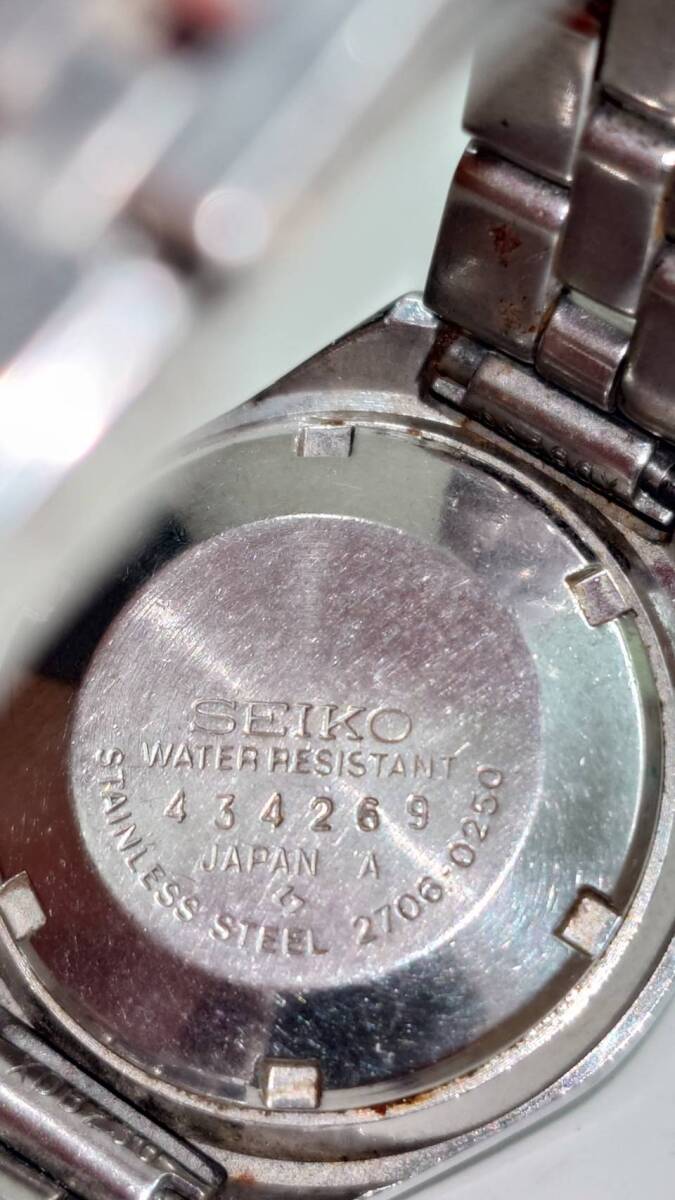 SEIKO
WATER RESISTANT
434269
JAPAN A
STAINLESS STEEL 2706-0250